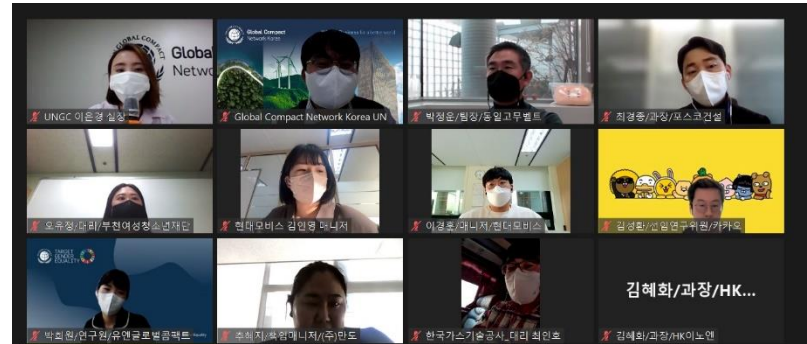 Global
Netwo
UNGC 이은경 실장
Global Compact
Network Korea
Global Compact Network Korea UN
박정운/팀장/동일고무벨트
최경종/과장/포스코건설
오유정/대리/부천여성청소년재단
현대모비스 김인영 매니저
이경훈/매니저/현대모비스
김성환/선임연구위원/카카오
TARGET
GENDER
EQUALITY
박희원/연구원/유엔글로벌콤팩트
추혜지/책임매니저/(주)만도
한국가스기술공사_대리 최인호
김혜화/과장/HK...
김혜화/과장/HK이노엔